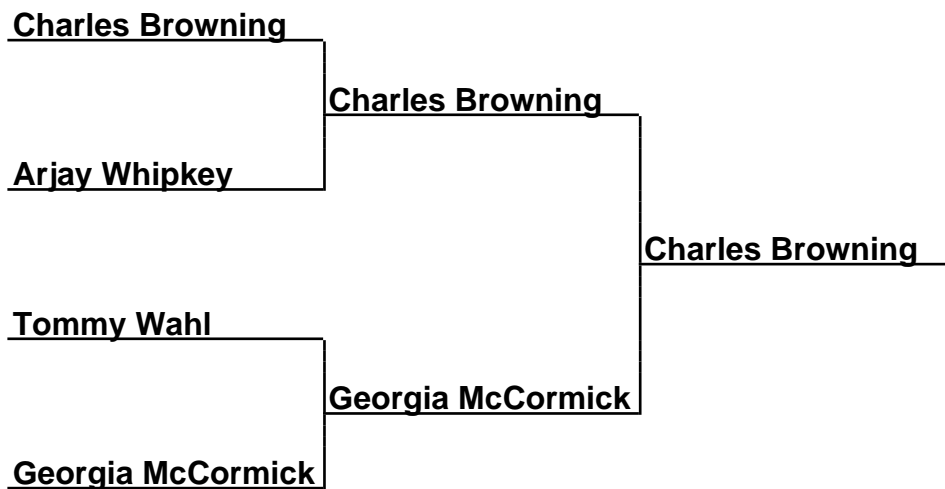 Charles Browning
Charles Browning
Arjay Whipkey
Charles Browning
Tommy Wahl
Georgia McCormick
Georgia McCormick